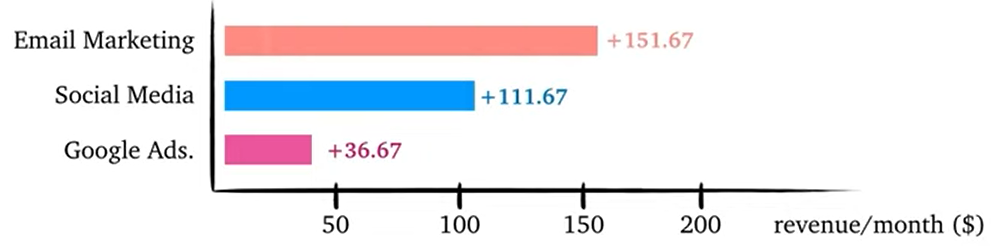 Email Marketing +151.67
Social Media +111.67
Google Ads. +36.67
50 100 150 200 revenue/month ($)